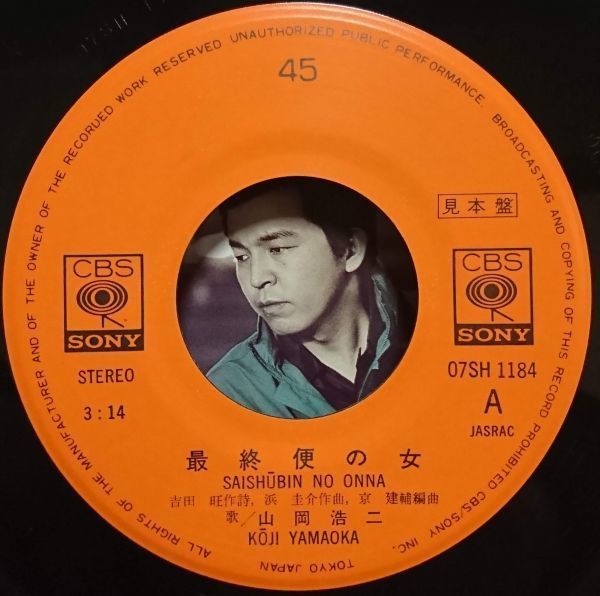 ALL RIGHTS OF THE MANUFACTURER AND OF THE OWNER OF THE RECORDED WORK RESERVED UNAUTHORIZED PUBLIC PERFORMANCE. BROADCASTING AND COPYING OF THIS RECORD PROHIBITED CBS/SONY INC.
TOKYO JAPAN
45
見本盤
CBS
SONY
CBS
SONY
STEREO
3:14
07SH 1184
A
JASRAC
最終便の女
SAISHŪBIN NO ONNA
吉田 旺作詩, 浜 圭介作曲, 京 建輔編曲
歌/山岡浩二
KŌJI YAMAOKA